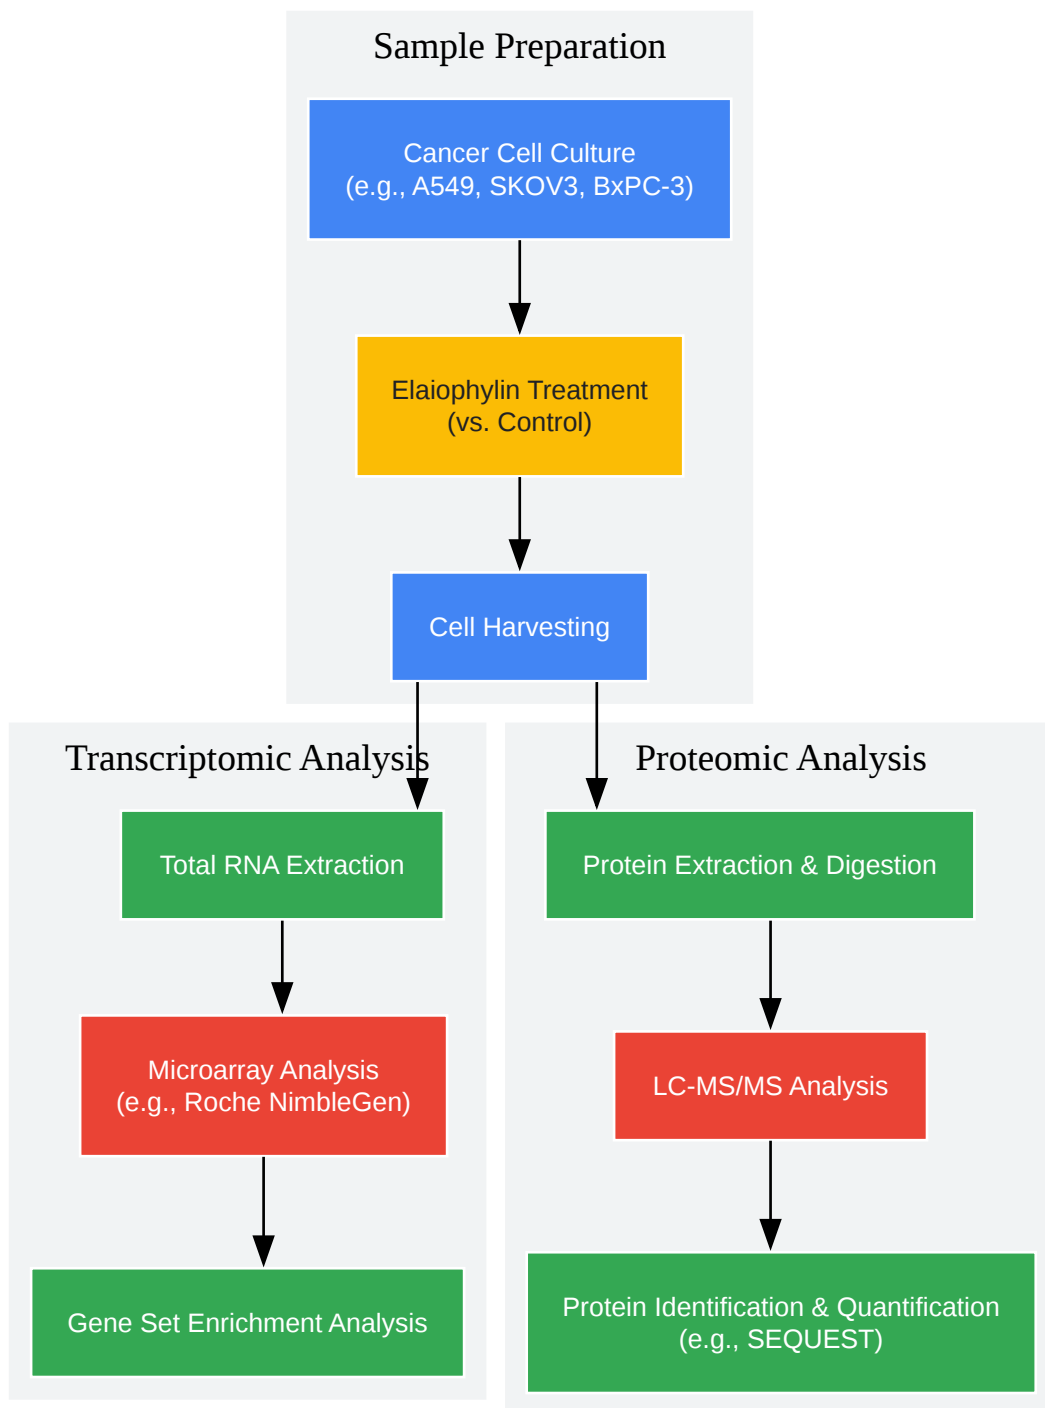 Sample Preparation
Cancer Cell Culture
(e.g., A549, SKOV3, BxPC-3)
Elaiophylin Treatment
(vs. Control)
Cell Harvesting
Transcriptomic Analysis
Total RNA Extraction
Microarray Analysis
(e.g., Roche NimbleGen)
Gene Set Enrichment Analysis
Proteomic Analysis
Protein Extraction & Digestion
LC-MS/MS Analysis
Protein Identification & Quantification
(e.g., SEQUEST)